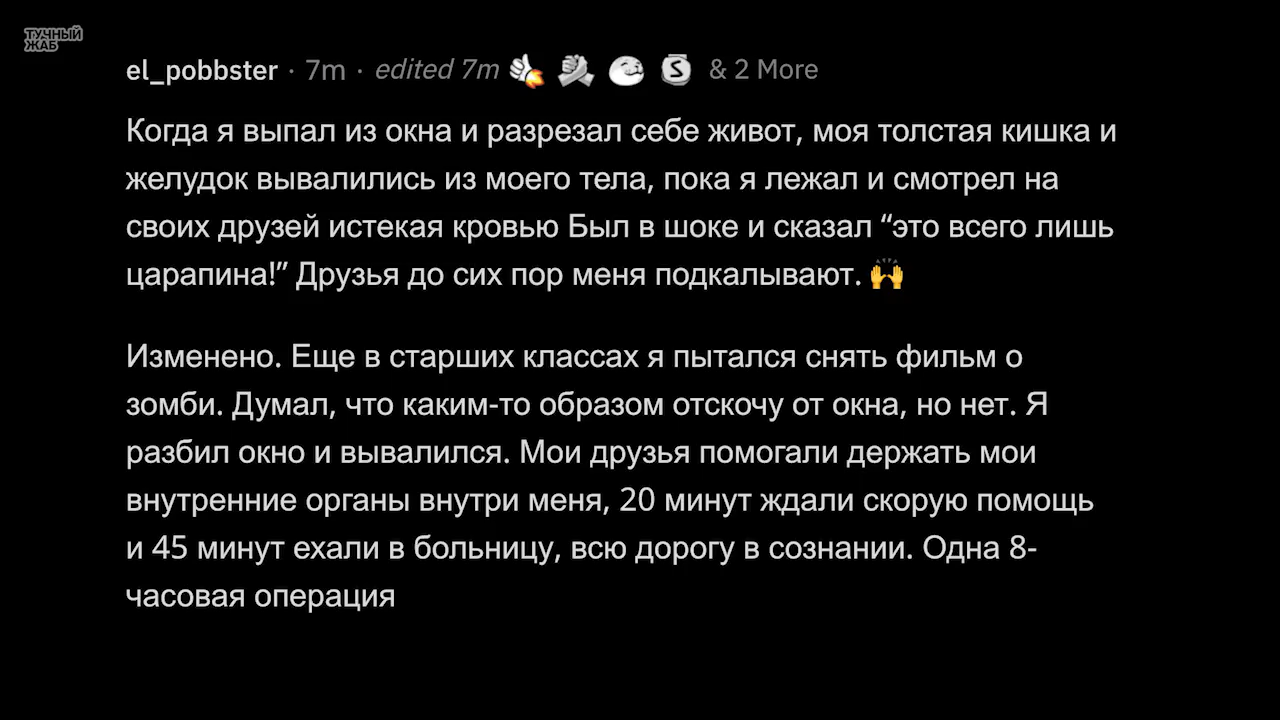 ТУЧНЫЙ
ЖАБ
el_pobbster · 7m · edited 7m & 2 More
Когда я выпал из окна и разрезал себе живот, моя толстая кишка и
желудок вывалились из моего тела, пока я лежал и смотрел на
своих друзей истекая кровью Был в шоке и сказал “это всего лишь
царапина!” Друзья до сих пор меня подкалывают. 🙌
Изменено. Еще в старших классах я пытался снять фильм о
зомби. Думал, что каким-то образом отскочу от окна, но нет. Я
разбил окно и вывалился. Мои друзья помогали держать мои
внутренние органы внутри меня, 20 минут ждали скорую помощь
и 45 минут ехали в больницу, всю дорогу в сознании. Одна 8-
часовая операция